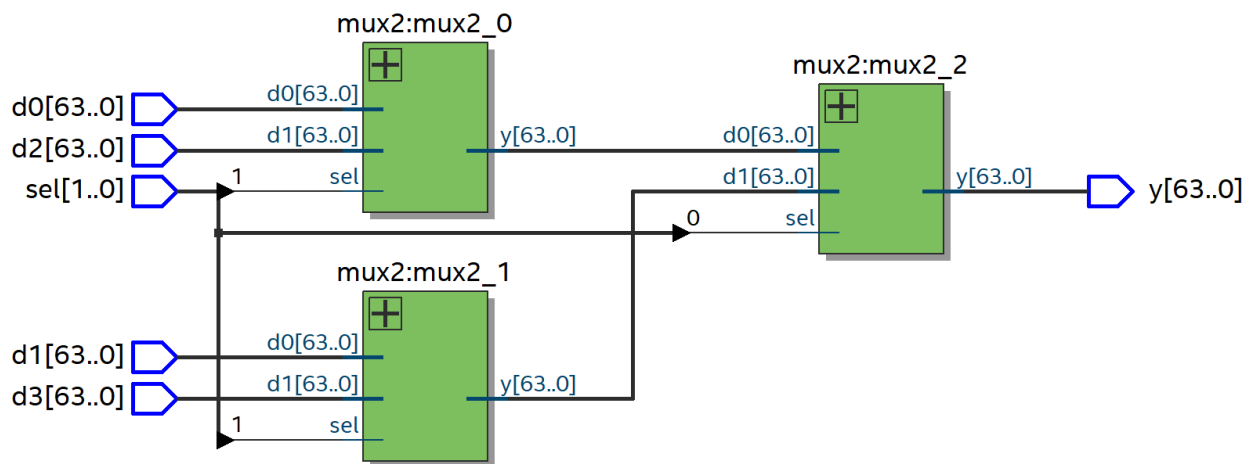 mux2:mux2_0
mux2:mux2_2
d0[63..0] d0[63..0]
d2[63..0] d1[63..0] y[63..0] d0[63..0]
sel[1..0] 1 sel d1[63..0] y[63..0] y[63..0]
0 sel
mux2:mux2_1
d1[63..0] d0[63..0]
d3[63..0] d1[63..0] y[63..0]
1 sel